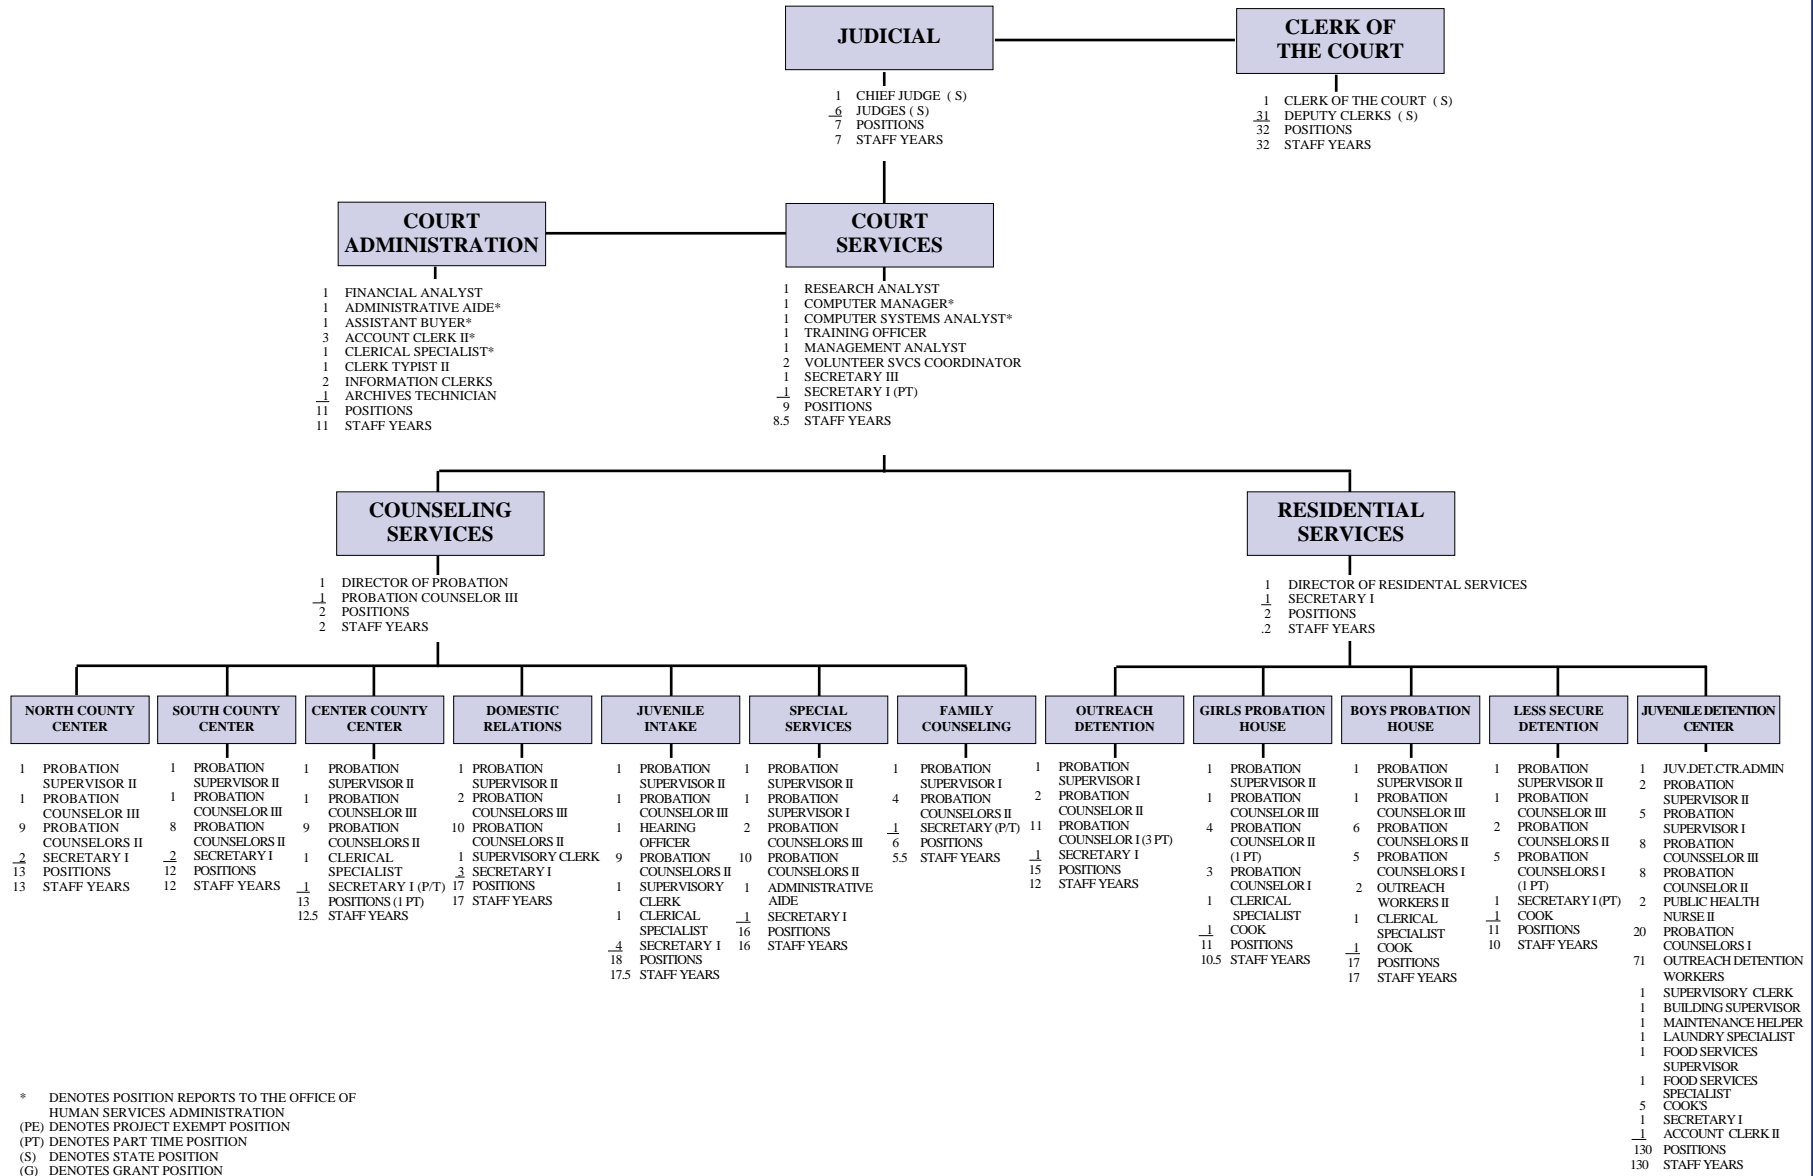 JUDICIAL
CLERK OF
THE COURT
1 CHIEF JUDGE ( S)
6 JUDGES ( S)
7 POSITIONS
7 STAFF YEARS
1 CLERK OF THE COURT ( S)
31 DEPUTY CLERKS ( S)
32 POSITIONS
32 STAFF YEARS
COURT
ADMINISTRATION
1 FINANCIAL ANALYST
1 ADMINISTRATIVE AIDE*
1 ASSISTANT BUYER*
3 ACCOUNT CLERK II*
1 CLERICAL SPECIALIST*
1 CLERK TYPIST II
2 INFORMATION CLERKS
1 ARCHIVES TECHNICIAN
11 POSITIONS
11 STAFF YEARS
COURT
SERVICES
1 RESEARCH ANALYST
1 COMPUTER MANAGER*
1 COMPUTER SYSTEMS ANALYST*
1 TRAINING OFFICER
1 MANAGEMENT ANALYST
2 VOLUNTEER SVCS COORDINATOR
1 SECRETARY III
1 SECRETARY I (PT)
9 POSITIONS
8.5 STAFF YEARS
COUNSELING
SERVICES
1 DIRECTOR OF PROBATION
1 PROBATION COUNSELOR III
2 POSITIONS
2 STAFF YEARS
RESIDENTIAL
SERVICES
1 DIRECTOR OF RESIDENTAL SERVICES
1 SECRETARY I
2 POSITIONS
.2 STAFF YEARS
NORTH COUNTY
CENTER
1 PROBATION
SUPERVISOR II
1 PROBATION
COUNSELOR III
9 PROBATION
COUNSELORS II
2 SECRETARY I
13 POSITIONS
13 STAFF YEARS
SOUTH COUNTY
CENTER
1 PROBATION
SUPERVISOR II
1 PROBATION
COUNSELOR III
8 PROBATION
COUNSELORS II
2 SECRETARY I
12 POSITIONS
12 STAFF YEARS
CENTER COUNTY
CENTER
1 PROBATION
SUPERVISOR II
1 PROBATION
COUNSELOR III
9 PROBATION
COUNSELORS II
1 CLERICAL
SPECIALIST
1 SECRETARY I (P/T)
13 POSITIONS (1 PT)
12.5 STAFF YEARS
DOMESTIC
RELATIONS
1 PROBATION
SUPERVISOR II
2 PROBATION
COUNSELORS III
10 PROBATION
COUNSELORS II
1 SUPERVISORY CLERK
3 SECRETARY I
17 POSITIONS
17 STAFF YEARS
JUVENILE
INTAKE
1 PROBATION
SUPERVISOR II
1 PROBATION
COUNSELOR III
1 HEARING
OFFICER
9 PROBATION
COUNSELORS II
1 SUPERVISORY
CLERK
1 CLERICAL
SPECIALIST
4 SECRETARY I
18 POSITIONS
17.5 STAFF YEARS
SPECIAL
SERVICES
1 PROBATION
SUPERVISOR II
1 PROBATION
SUPERVISOR I
2 PROBATION
COUNSELORS III
10 PROBATION
COUNSELORS II
1 ADMINISTRATIVE
AIDE
1 SECRETARY I
16 POSITIONS
16 STAFF YEARS
FAMILY
COUNSELING
1 PROBATION
SUPERVISOR I
4 PROBATION
COUNSELORS II
1 SECRETARY (P/T)
6 POSITIONS
5.5 STAFF YEARS
OUTREACH
DETENTION
1 PROBATION
SUPERVISOR I
2 PROBATION
COUNSELOR II
11 PROBATION
COUNSELOR I (3 PT)
1 SECRETARY I
15 POSITIONS
12 STAFF YEARS
GIRLS PROBATION
HOUSE
1 PROBATION
SUPERVISOR II
1 PROBATION
COUNSELOR III
4 PROBATION
COUNSELOR II
(1 PT)
3 PROBATION
COUNSELOR I
1 CLERICAL
SPECIALIST
1 COOK
11 POSITIONS
10.5 STAFF YEARS
BOYS PROBATION
HOUSE
1 PROBATION
SUPERVISOR II
1 PROBATION
COUNSELOR III
6 PROBATION
COUNSELORS II
5 PROBATION
COUNSELORS I
2 OUTREACH
WORKERS II
1 CLERICAL
SPECIALIST
1 COOK
17 POSITIONS
17 STAFF YEARS
LESS SECURE
DETENTION
1 PROBATION
SUPERVISOR II
1 PROBATION
COUNSELOR III
2 PROBATION
COUNSELORS II
5 PROBATION
COUNSELORS I
(1 PT)
1 SECRETARY I (PT)
1 COOK
11 POSITIONS
10 STAFF YEARS
JUVENILE DETENTION
CENTER
1 JUV.DET.CTR.ADMIN
2 PROBATION
SUPERVISOR II
5 PROBATION
SUPERVISOR I
8 PROBATION
COUNSSELOR III
8 PROBATION
COUNSELOR II
2 PUBLIC HEALTH
NURSE II
20 PROBATION
COUNSELORS I
71 OUTREACH DETENTION
WORKERS
1 SUPERVISORY CLERK
1 BUILDING SUPERVISOR
1 MAINTENANCE HELPER
1 LAUNDRY SPECIALIST
1 FOOD SERVICES
SUPERVISOR
1 FOOD SERVICES
SPECIALIST
5 COOK'S
1 SECRETARY I
1 ACCOUNT CLERK II
130 POSITIONS
130 STAFF YEARS
* DENOTES POSITION REPORTS TO THE OFFICE OF
HUMAN SERVICES ADMINISTRATION
(PE) DENOTES PROJECT EXEMPT POSITION
(PT) DENOTES PART TIME POSITION
(S) DENOTES STATE POSITION
(G) DENOTES GRANT POSITION